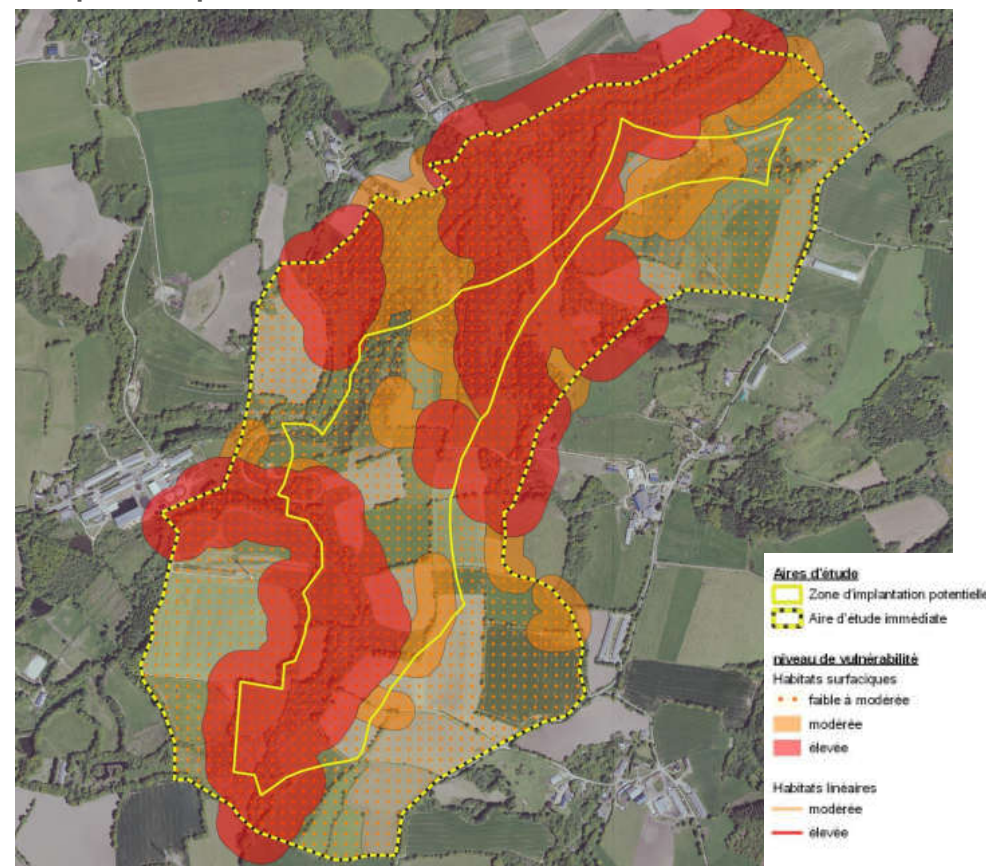 Aires d'étude
Zone d'implantation potentielle
Aire d'étude immédiate
niveau de vulnérabilité
Habitats surfaciques
faible à modérée
modérée
élevée
Habitats linéaires
modérée
élevée